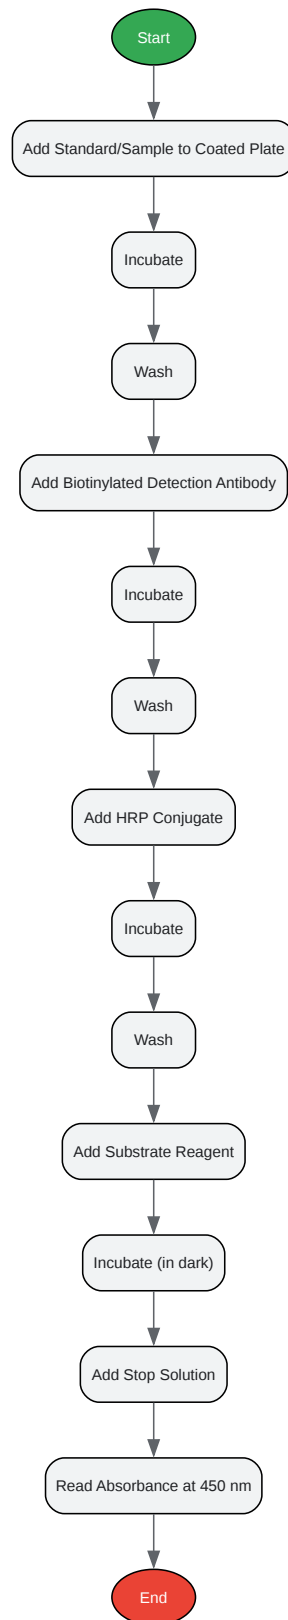 Start
Add Standard/Sample to Coated Plate
Incubate
Wash
Add Biotinylated Detection Antibody
Incubate
Wash
Add HRP Conjugate
Incubate
Wash
Add Substrate Reagent
Incubate (in dark)
Add Stop Solution
Read Absorbance at 450 nm
End